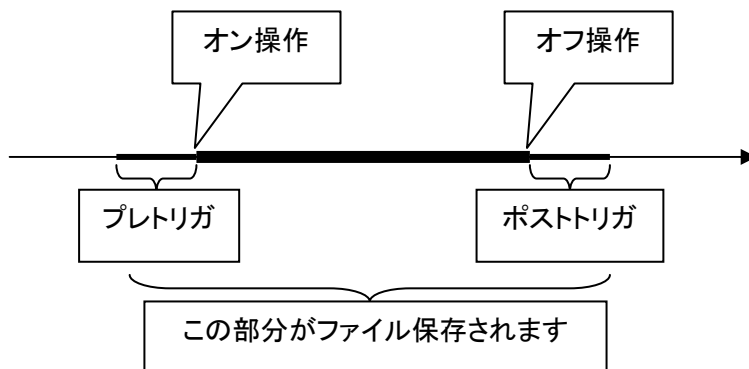 オン操作
オフ操作
プレトリガ
ポストトリガ
この部分がファイル保存されます